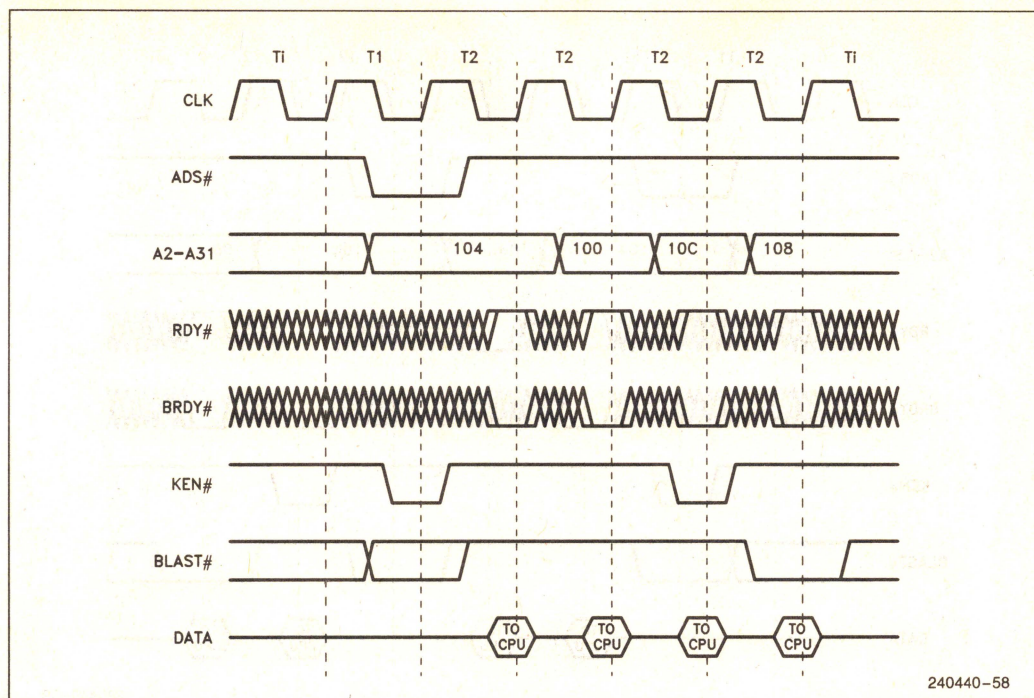 Ti T1 T2 T2 T2 T2 Ti
CLK
ADS#
A2-A31 104 100 10C 108
RDY#
BRDY#
KEN#
BLAST#
DATA TO CPU TO CPU TO CPU TO CPU
240440-58